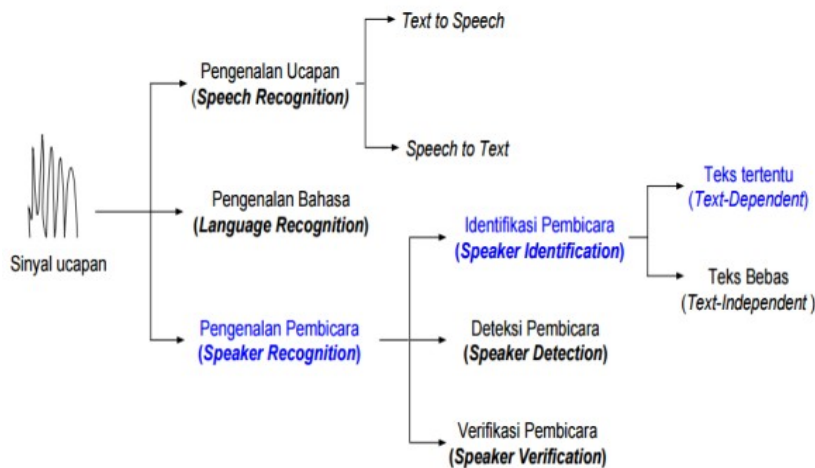 Text to Speech
Pengenalan Ucapan
(Speech Recognition)
Speech to Text
Sinyal ucapan
Pengenalan Bahasa
(Language Recognition)
Pengenalan Pembicara
(Speaker Recognition)
Identifikasi Pembicara
(Speaker Identification)
Teks tertentu
(Text-Dependent)
Teks Bebas
(Text-Independent )
Deteksi Pembicara
(Speaker Detection)
Verifikasi Pembicara
(Speaker Verification)